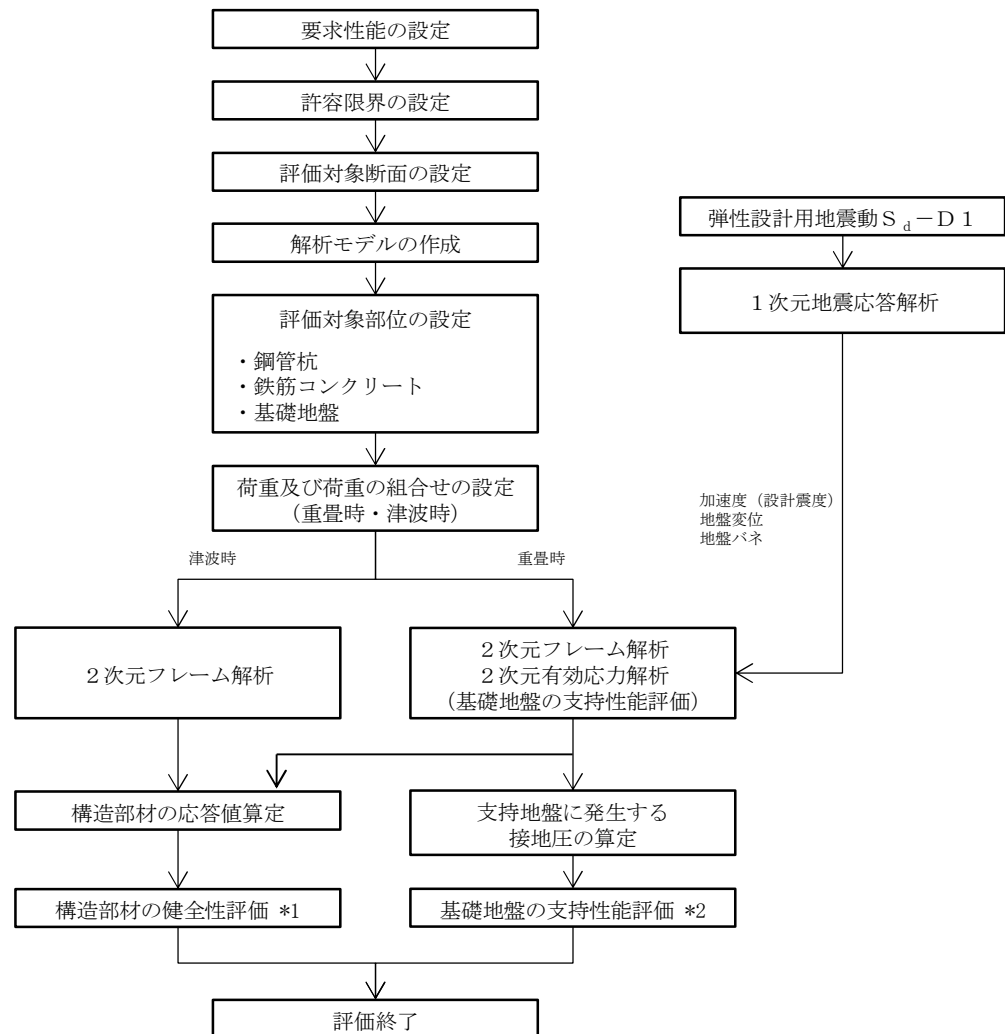 要求性能の設定
許容限界の設定
評価対象断面の設定
解析モデルの作成
評価対象部位の設定
・鋼管杭
・鉄筋コンクリート
・基礎地盤
荷重及び荷重の組合せの設定
(重畳時・津波時)
弾性設計用地震動Ｓd－Ｄ１
１次元地震応答解析
加速度（設計震度）
地盤変位
地盤バネ
津波時
重畳時
２次元フレーム解析
２次元フレーム解析
２次元有効応力解析
(基礎地盤の支持性能評価)
構造部材の応答値算定
支持地盤に発生する
接地圧の算定
構造部材の健全性評価 *1
基礎地盤の支持性能評価 *2
評価終了